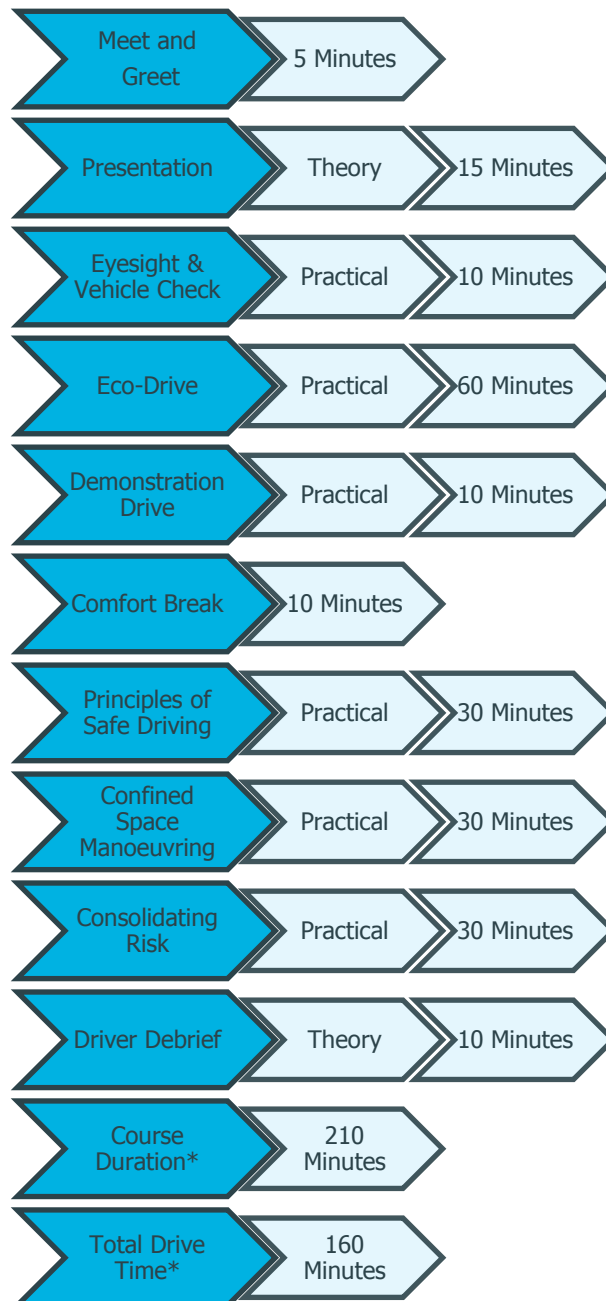 Meet and
Greet
5 Minutes
Presentation
Theory
15 Minutes
Eyesight &
Vehicle Check
Practical
10 Minutes
Eco-Drive
Practical
60 Minutes
Demonstration
Drive
Practical
10 Minutes
Comfort Break
10 Minutes
Principles of
Safe Driving
Practical
30 Minutes
Confined
Space
Manoeuvring
Practical
30 Minutes
Consolidating
Risk
Practical
30 Minutes
Driver Debrief
Theory
10 Minutes
Course
Duration*
210
Minutes
Total Drive
Time*
160
Minutes